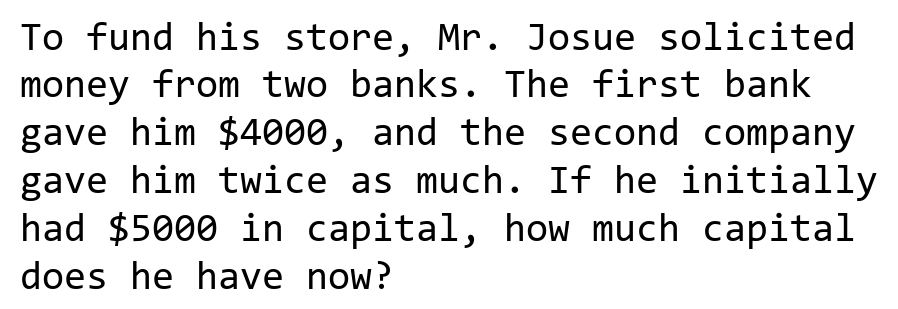 To fund his store, Mr. Josue solicited
money from two banks. The first bank
gave him $4000, and the second company
gave him twice as much. If he initially
had $5000 in capital, how much capital
does he have now?